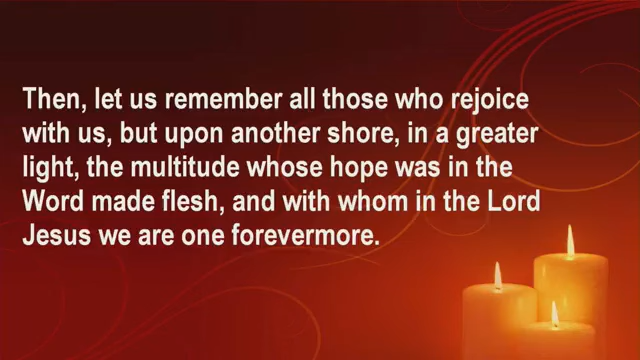 Then, let us remember all those who rejoice
with us, but upon another shore, in a greater
light, the multitude whose hope was in the
Word made flesh, and with whom in the Lord
Jesus we are one forevermore.